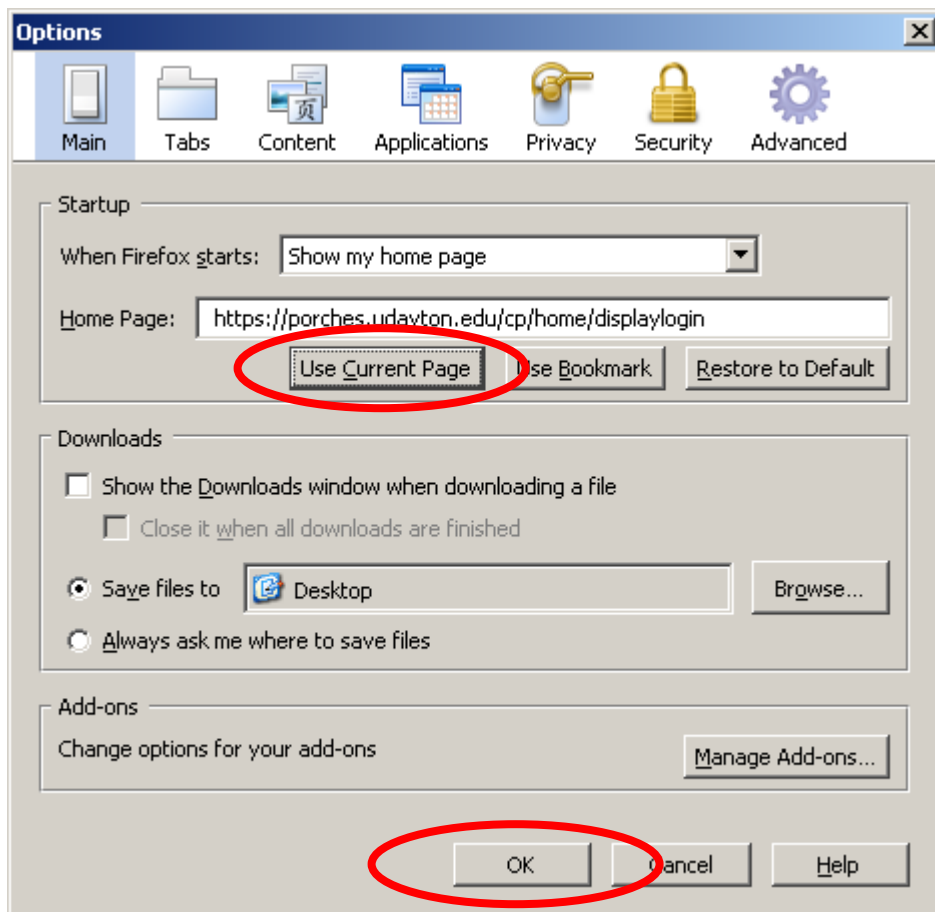 Options
Main Tabs Content Applications Privacy Security Advanced
页
Startup
When Firefox starts: Show my home page
Home Page: https://porches.udayton.edu/cp/home/displaylogin
Use Current Page Use Bookmark Restore to Default
Downloads
Show the Downloads window when downloading a file
Close it when all downloads are finished
Save files to Desktop Browse...
Always ask me where to save files
Add-ons
Change options for your add-ons Manage Add-ons...
OK Cancel Help